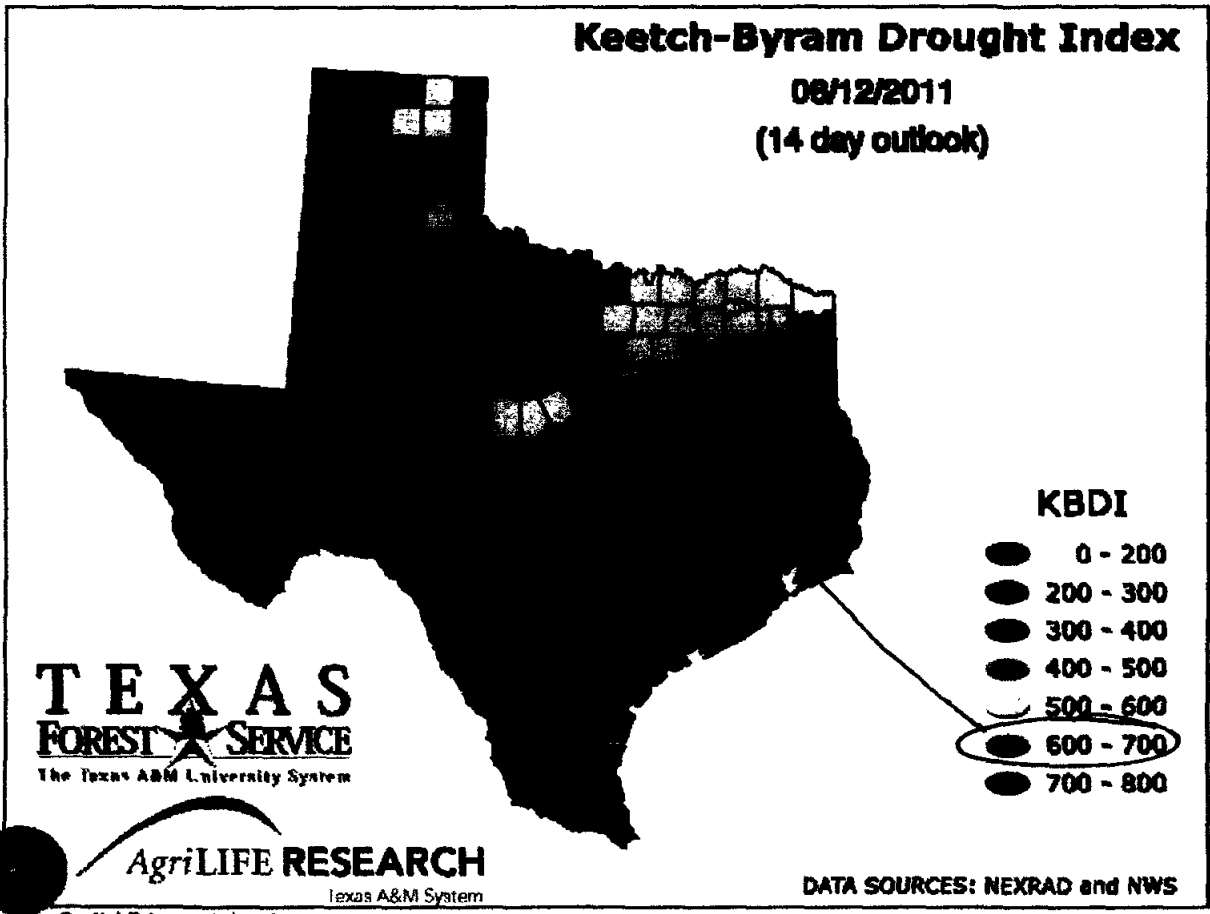 Keetch-Byram Drought Index
08/12/2011
(14 day outlook)
KBDI
0 - 200
200 - 300
300 - 400
400 - 500
500 - 600
600 - 700
700 - 800
TEXAS
FOREST SERVICE
The Texas A&M University System
AgriLIFE RESEARCH
Texas A&M System
DATA SOURCES: NEXRAD and NWS